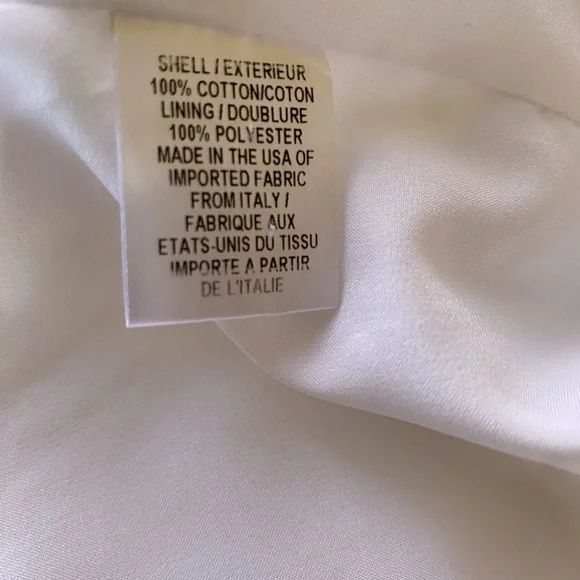 SHELL / EXTERIEUR
100% COTTON/COTON
LINING / DOUBLURE
100% POLYESTER
MADE IN THE USA OF
IMPORTED FABRIC
FROM ITALY /
FABRIQUE AUX
ETATS-UNIS DU TISSU
IMPORTE A PARTIR
DE L'ITALIE